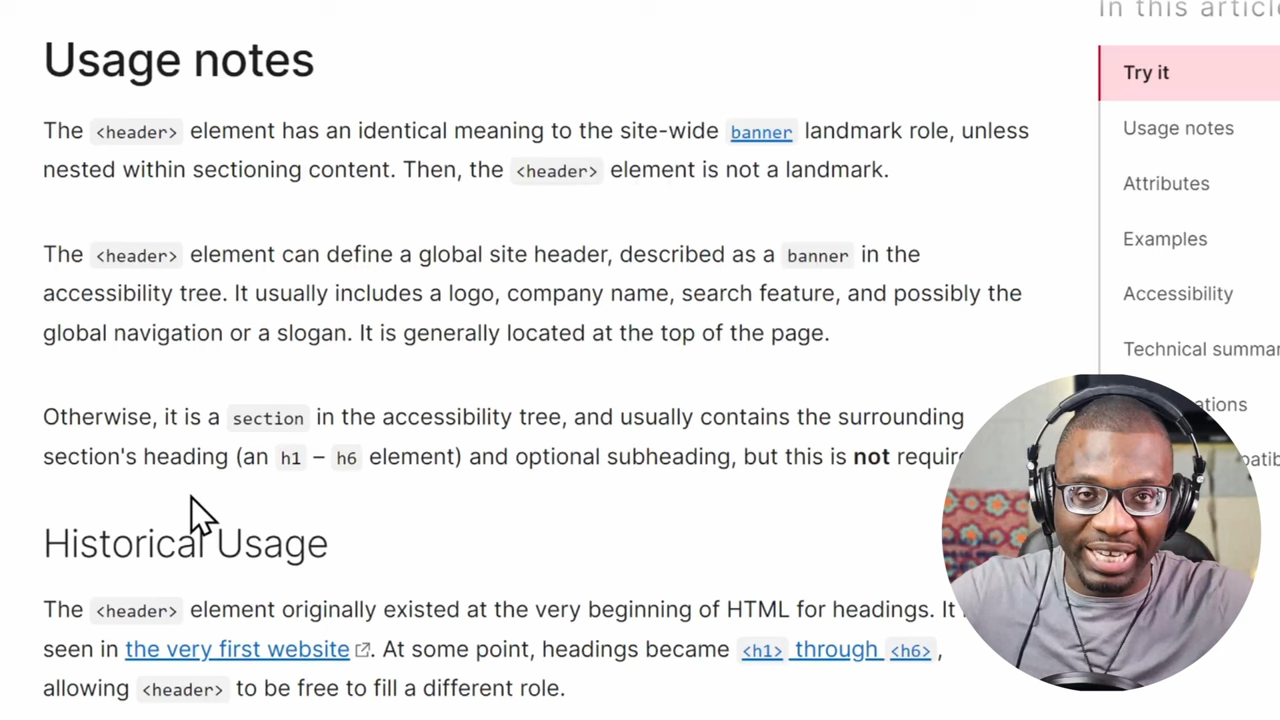 In this articl
Usage notes
The <header> element has an identical meaning to the site-wide banner landmark role, unless
nested within sectioning content. Then, the <header> element is not a landmark.
The <header> element can define a global site header, described as a banner in the
accessibility tree. It usually includes a logo, company name, search feature, and possibly the
global navigation or a slogan. It is generally located at the top of the page.
Otherwise, it is a section in the accessibility tree, and usually contains the surrounding
section's heading (an h1 – h6 element) and optional subheading, but this is not requir
Historical Usage
The <header> element originally existed at the very beginning of HTML for headings. It
seen in the very first website. At some point, headings became <h1> through <h6>,
allowing <header> to be free to fill a different role.
Try it
Usage notes
Attributes
Examples
Accessibility
Technical summar
ations
patib